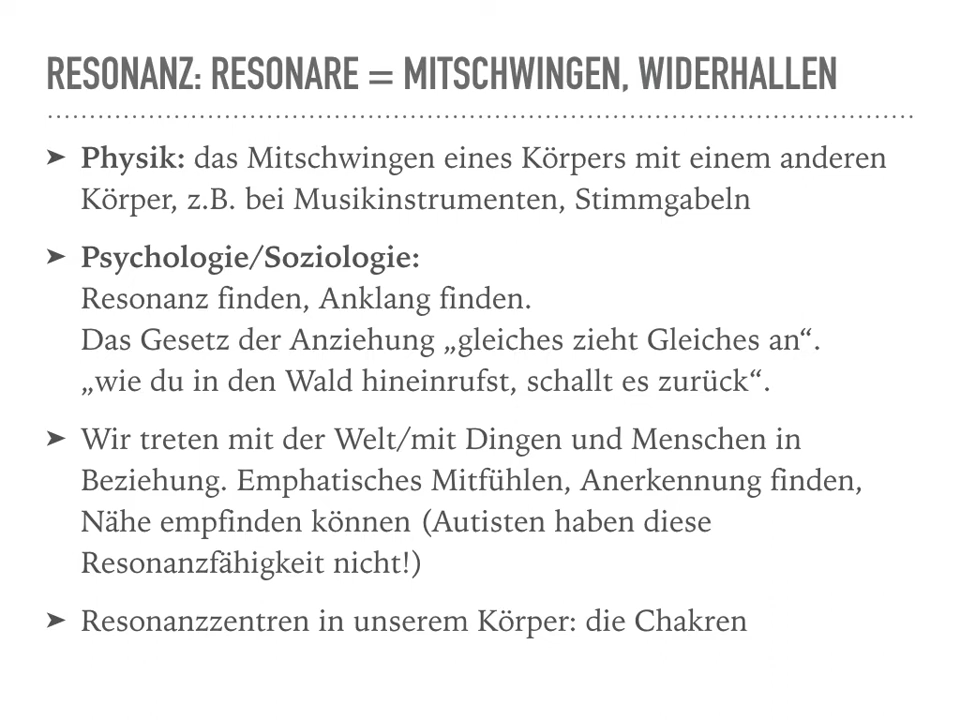 RESONANZ: RESONARE = MITSCHWINGEN, WIDERHALLEN
➤ Physik: das Mitschwingen eines Körpers mit einem anderen
Körper, z.B. bei Musikinstrumenten, Stimmgabeln
➤ Psychologie/Soziologie:
Resonanz finden, Anklang finden.
Das Gesetz der Anziehung „gleiches zieht Gleiches an“.
„wie du in den Wald hineinrufst, schallt es zurück“.
➤ Wir treten mit der Welt/mit Dingen und Menschen in
Beziehung. Emphatisches Mitfühlen, Anerkennung finden,
Nähe empfinden können (Autisten haben diese
Resonanzfähigkeit nicht!)
➤ Resonanzzentren in unserem Körper: die Chakren